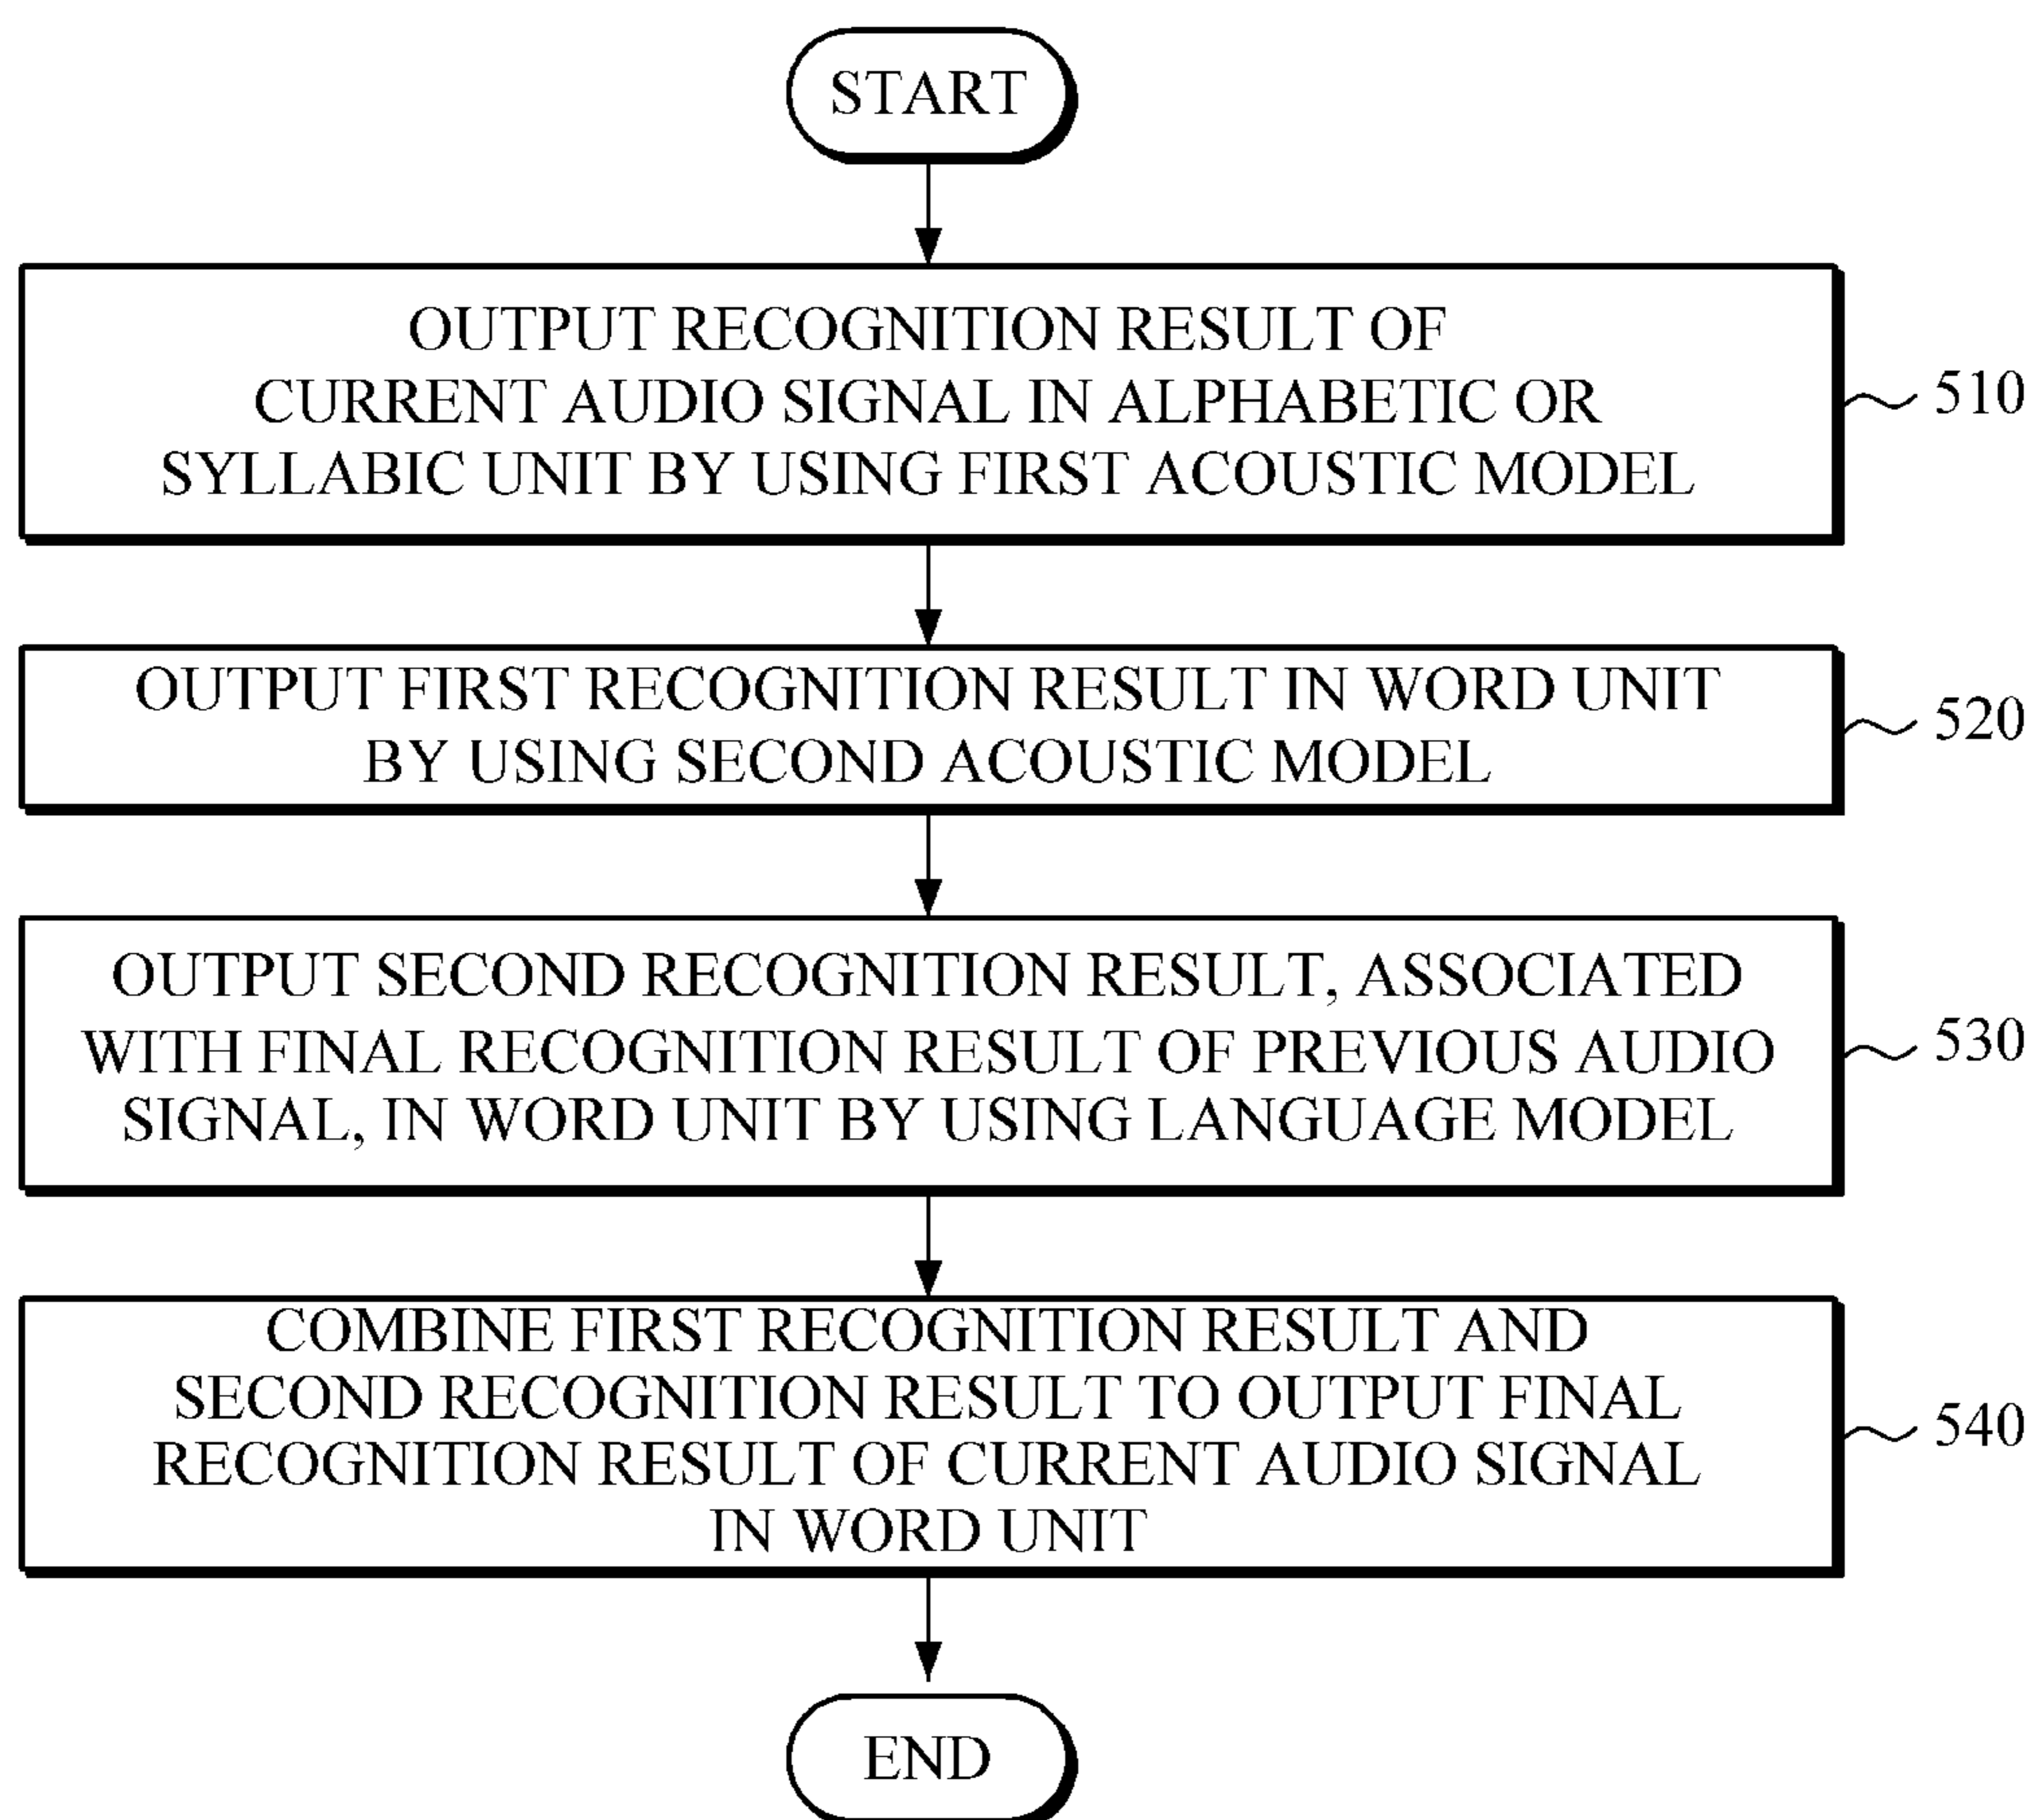 START
OUTPUT RECOGNITION RESULT OF
CURRENT AUDIO SIGNAL IN ALPHABETIC OR
SYLLABIC UNIT BY USING FIRST ACOUSTIC MODEL
510
OUTPUT FIRST RECOGNITION RESULT IN WORD UNIT
BY USING SECOND ACOUSTIC MODEL
520
OUTPUT SECOND RECOGNITION RESULT, ASSOCIATED
WITH FINAL RECOGNITION RESULT OF PREVIOUS AUDIO
SIGNAL, IN WORD UNIT BY USING LANGUAGE MODEL
530
COMBINE FIRST RECOGNITION RESULT AND
SECOND RECOGNITION RESULT TO OUTPUT FINAL
RECOGNITION RESULT OF CURRENT AUDIO SIGNAL
IN WORD UNIT
540
END